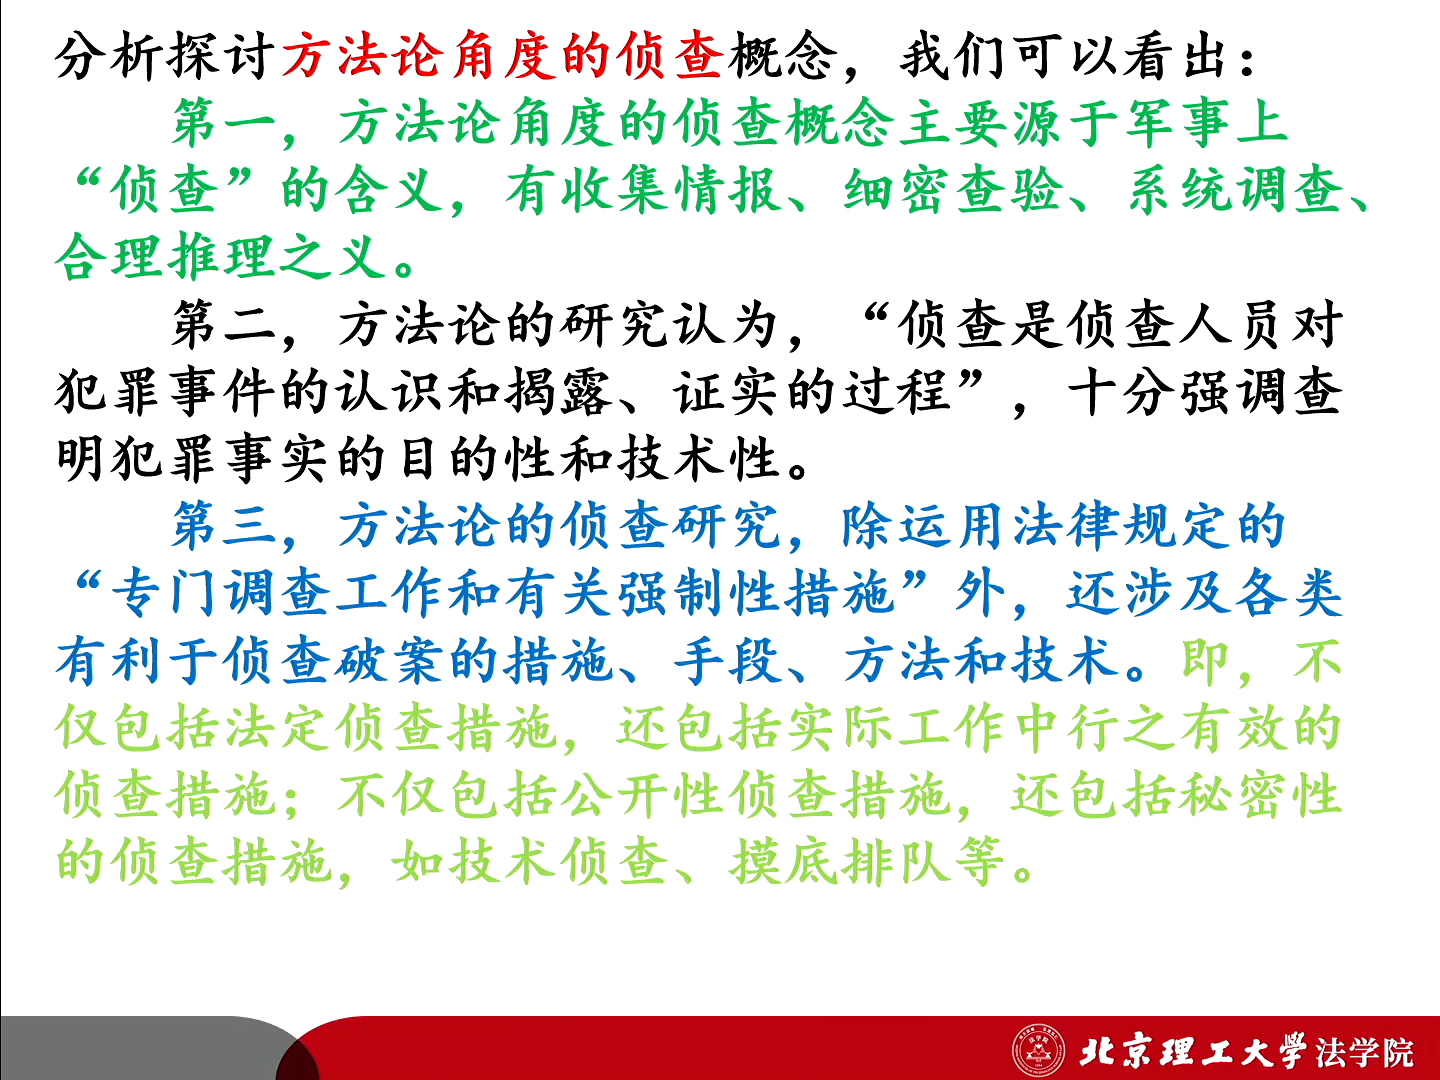 分析探讨方法论角度的侦查概念，我们可以看出：
第一，方法论角度的侦查概念主要源于军事上
“侦查”的含义，有收集情报、细密查验、系统调查、
合理推理之义。
第二，方法论的研究认为，“侦查是侦查人员对
犯罪事件的认识和揭露、证实的过程”，十分强调查
明犯罪事实的目的性和技术性。
第三，方法论的侦查研究，除运用法律规定的
“专门调查工作和有关强制性措施”外，还涉及各类
有利于侦查破案的措施、手段、方法和技术。即，不
仅包括法定侦查措施，还包括实际工作中行之有效的
侦查措施；不仅包括公开性侦查措施，还包括秘密性
的侦查措施，如技术侦查、摸底排队等。
北京理工大学法学院